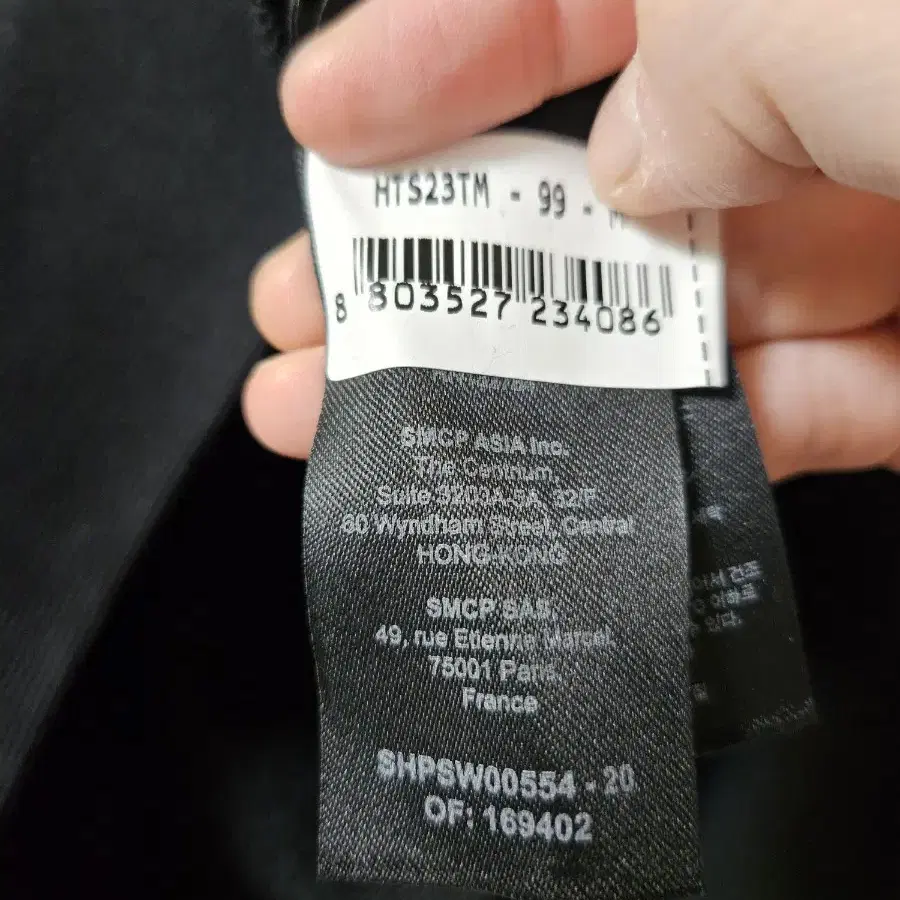 HTS23TM - 99 - M
8 803527 234086
SMCP ASIA Inc.
The Centrium,
Suite 3203A-5A, 32/F
60 Wyndham Street, Central
HONG-KONG
SMCP SAS.
49, rue Etienne Marcel,
75001 Paris,
France
SHPSW00554 - 20
OF: 169402